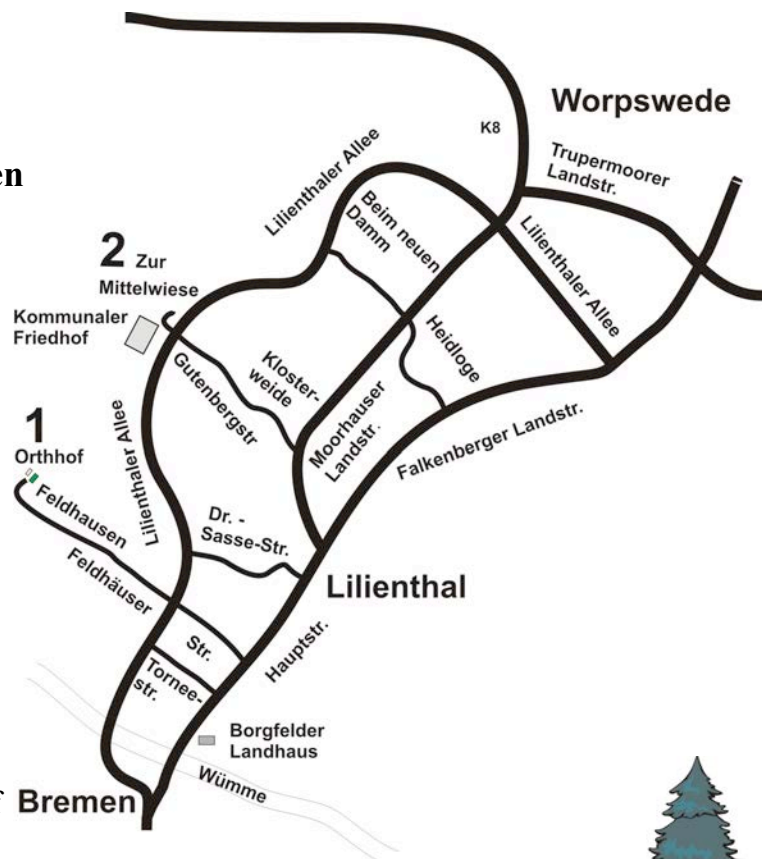 Worpswede
K8
Trupermoorer
Landstr.
en
Lilienthaler Allee
Beim neuen
Damm
Lilienthaler Allee
2 Zur
Mittelwiese
Kommunaler
Friedhof
Heidloge
Kloster-
weide
Gutenbergstr
Moorhauser
Landstr.
Falkenberger Landstr.
Lilienthaler Allee
1
Orthhof
Feldhausen
Dr. -
Sasse-Str.
Feldhäuser
Str.
Lilienthal
Hauptstr.
Tornee-
str.
Borgfelder
Landhaus
Wümme
Bremen